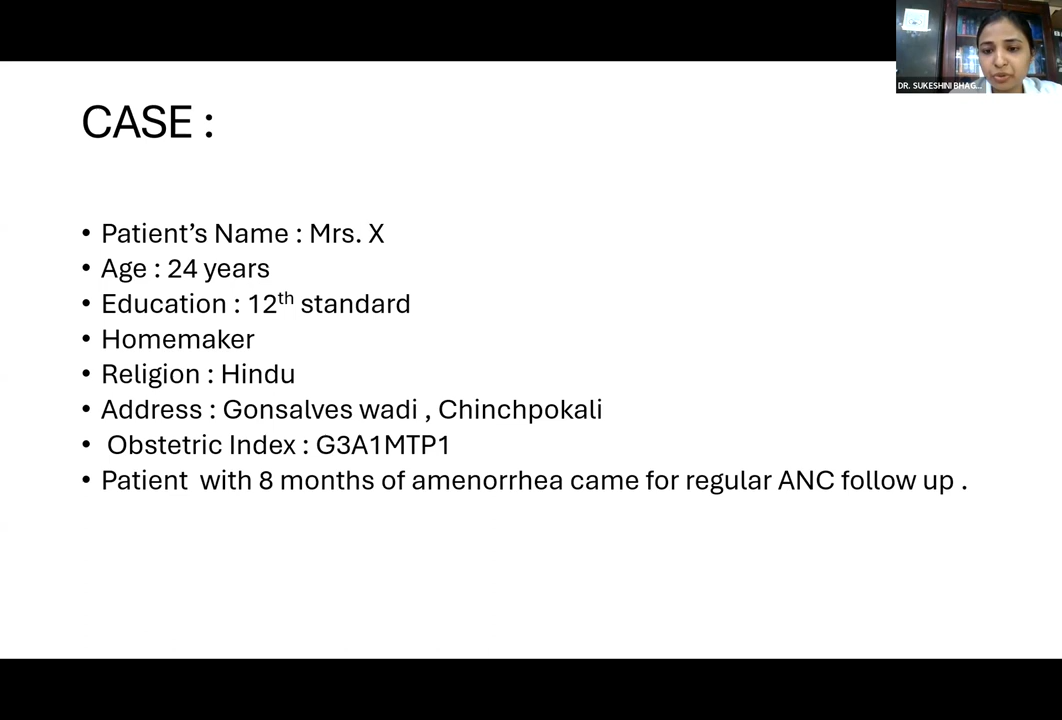 DR. SUKESHINI BHAG...
CASE :
• Patient’s Name : Mrs. X
• Age : 24 years
• Education : 12th standard
• Homemaker
• Religion : Hindu
• Address : Gonsalves wadi , Chinchpokali
• Obstetric Index : G3A1MTP1
• Patient with 8 months of amenorrhea came for regular ANC follow up .